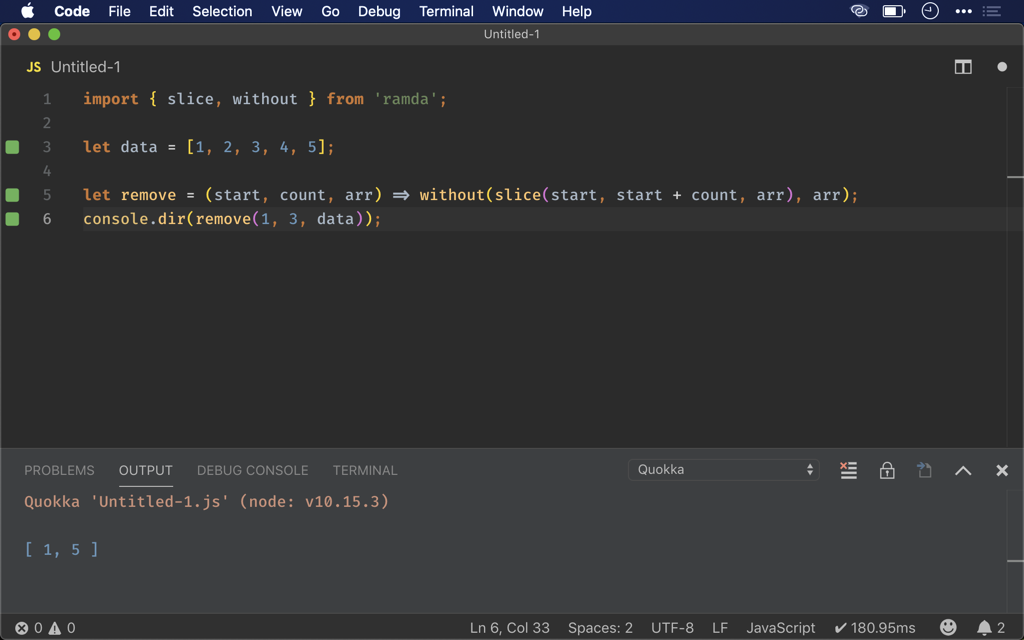 Code File Edit Selection View Go Debug Terminal Window Help
Untitled-1
JS Untitled-1
1 import { slice, without } from 'ramda';
2
3 let data = [1, 2, 3, 4, 5];
4
5 let remove = (start, count, arr) ⇒ without(slice(start, start + count, arr), arr);
6 console.dir(remove(1, 3, data));
PROBLEMS OUTPUT DEBUG CONSOLE TERMINAL Quokka
Quokka 'Untitled-1.js' (node: v10.15.3)
[ 1, 5 ]
0 0 Ln 6, Col 33 Spaces: 2 UTF-8 LF JavaScript ✔ 180.95ms 2